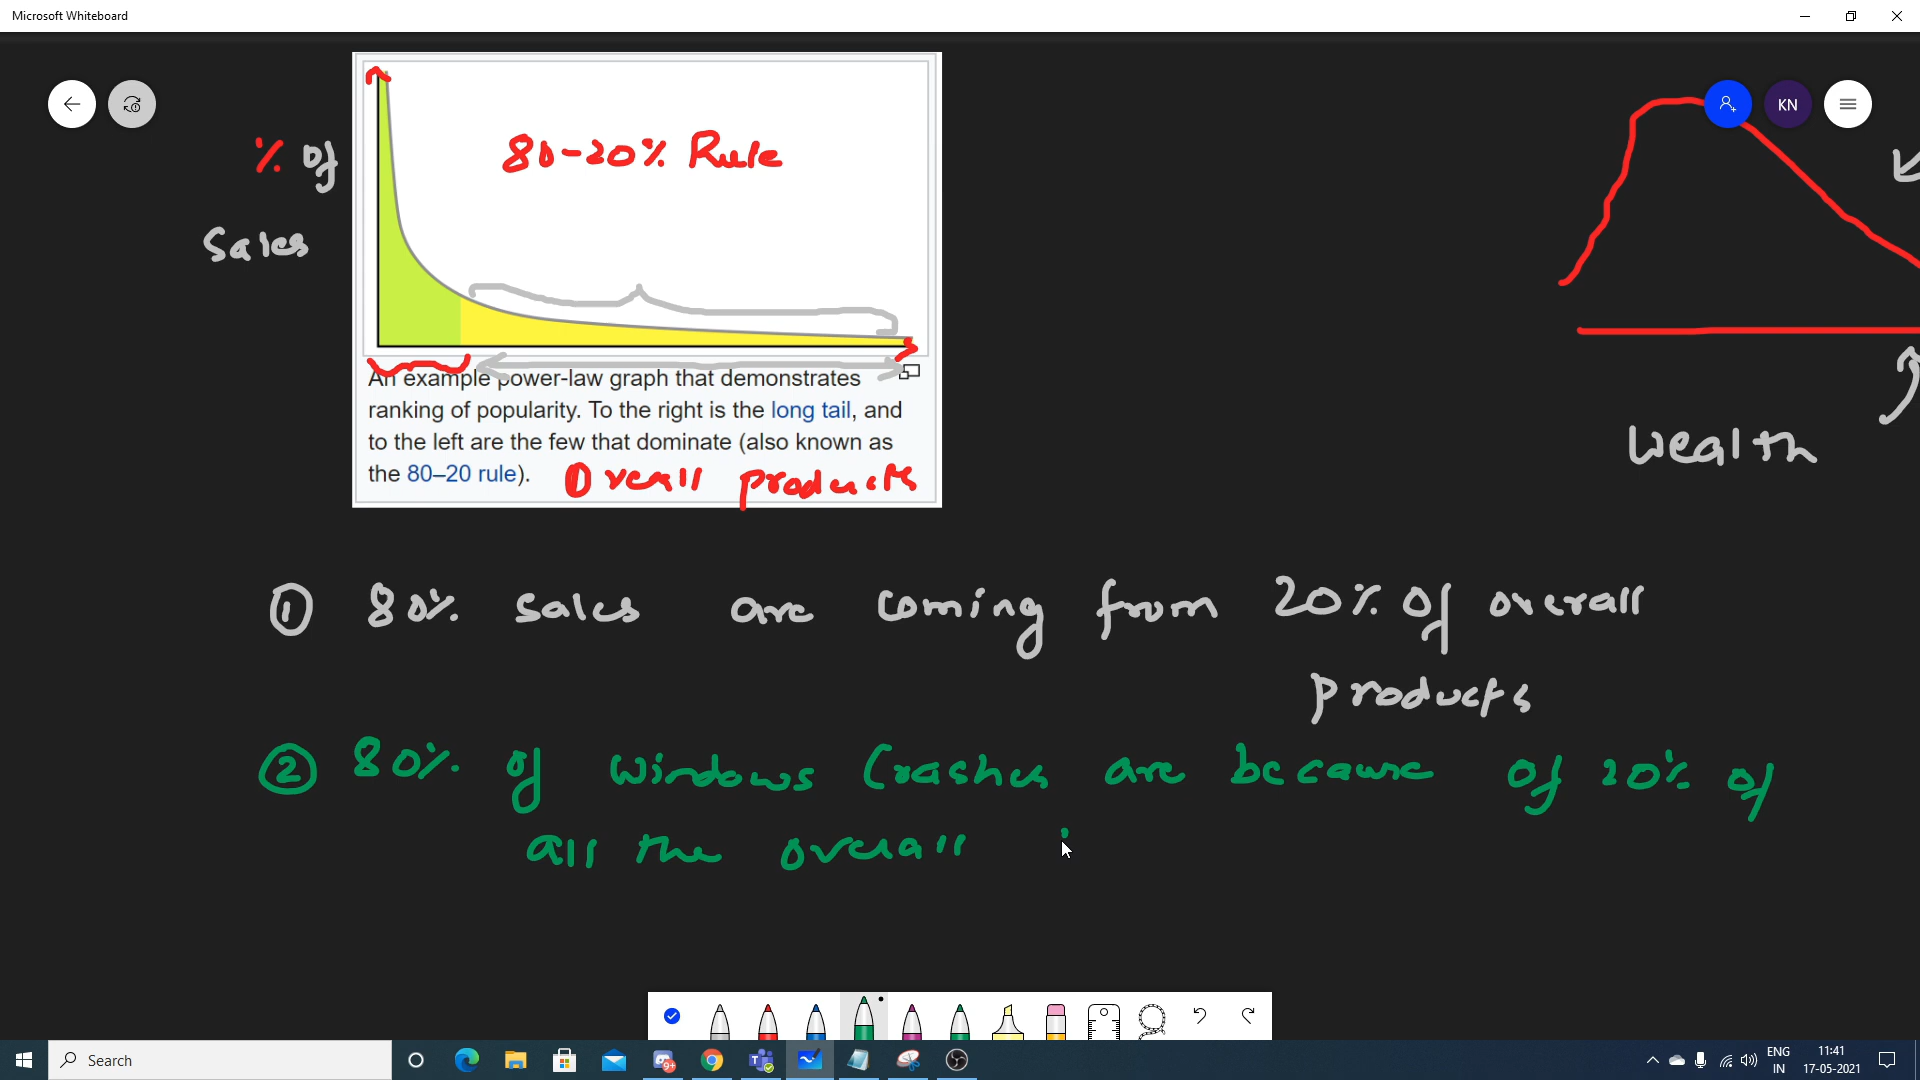 Microsoft Whiteboard
KN
% of
Sales
80-20% Rule
An example power-law graph that demonstrates
ranking of popularity. To the right is the long tail, and
to the left are the few that dominate (also known as
the 80–20 rule).
Overall products
Wealth
① 80% sales are coming from 20% of overall
products
② 80% of windows Crashes are because of 20% of
all the overall i
Search
9+
ENG
IN
11:41
17-05-2021